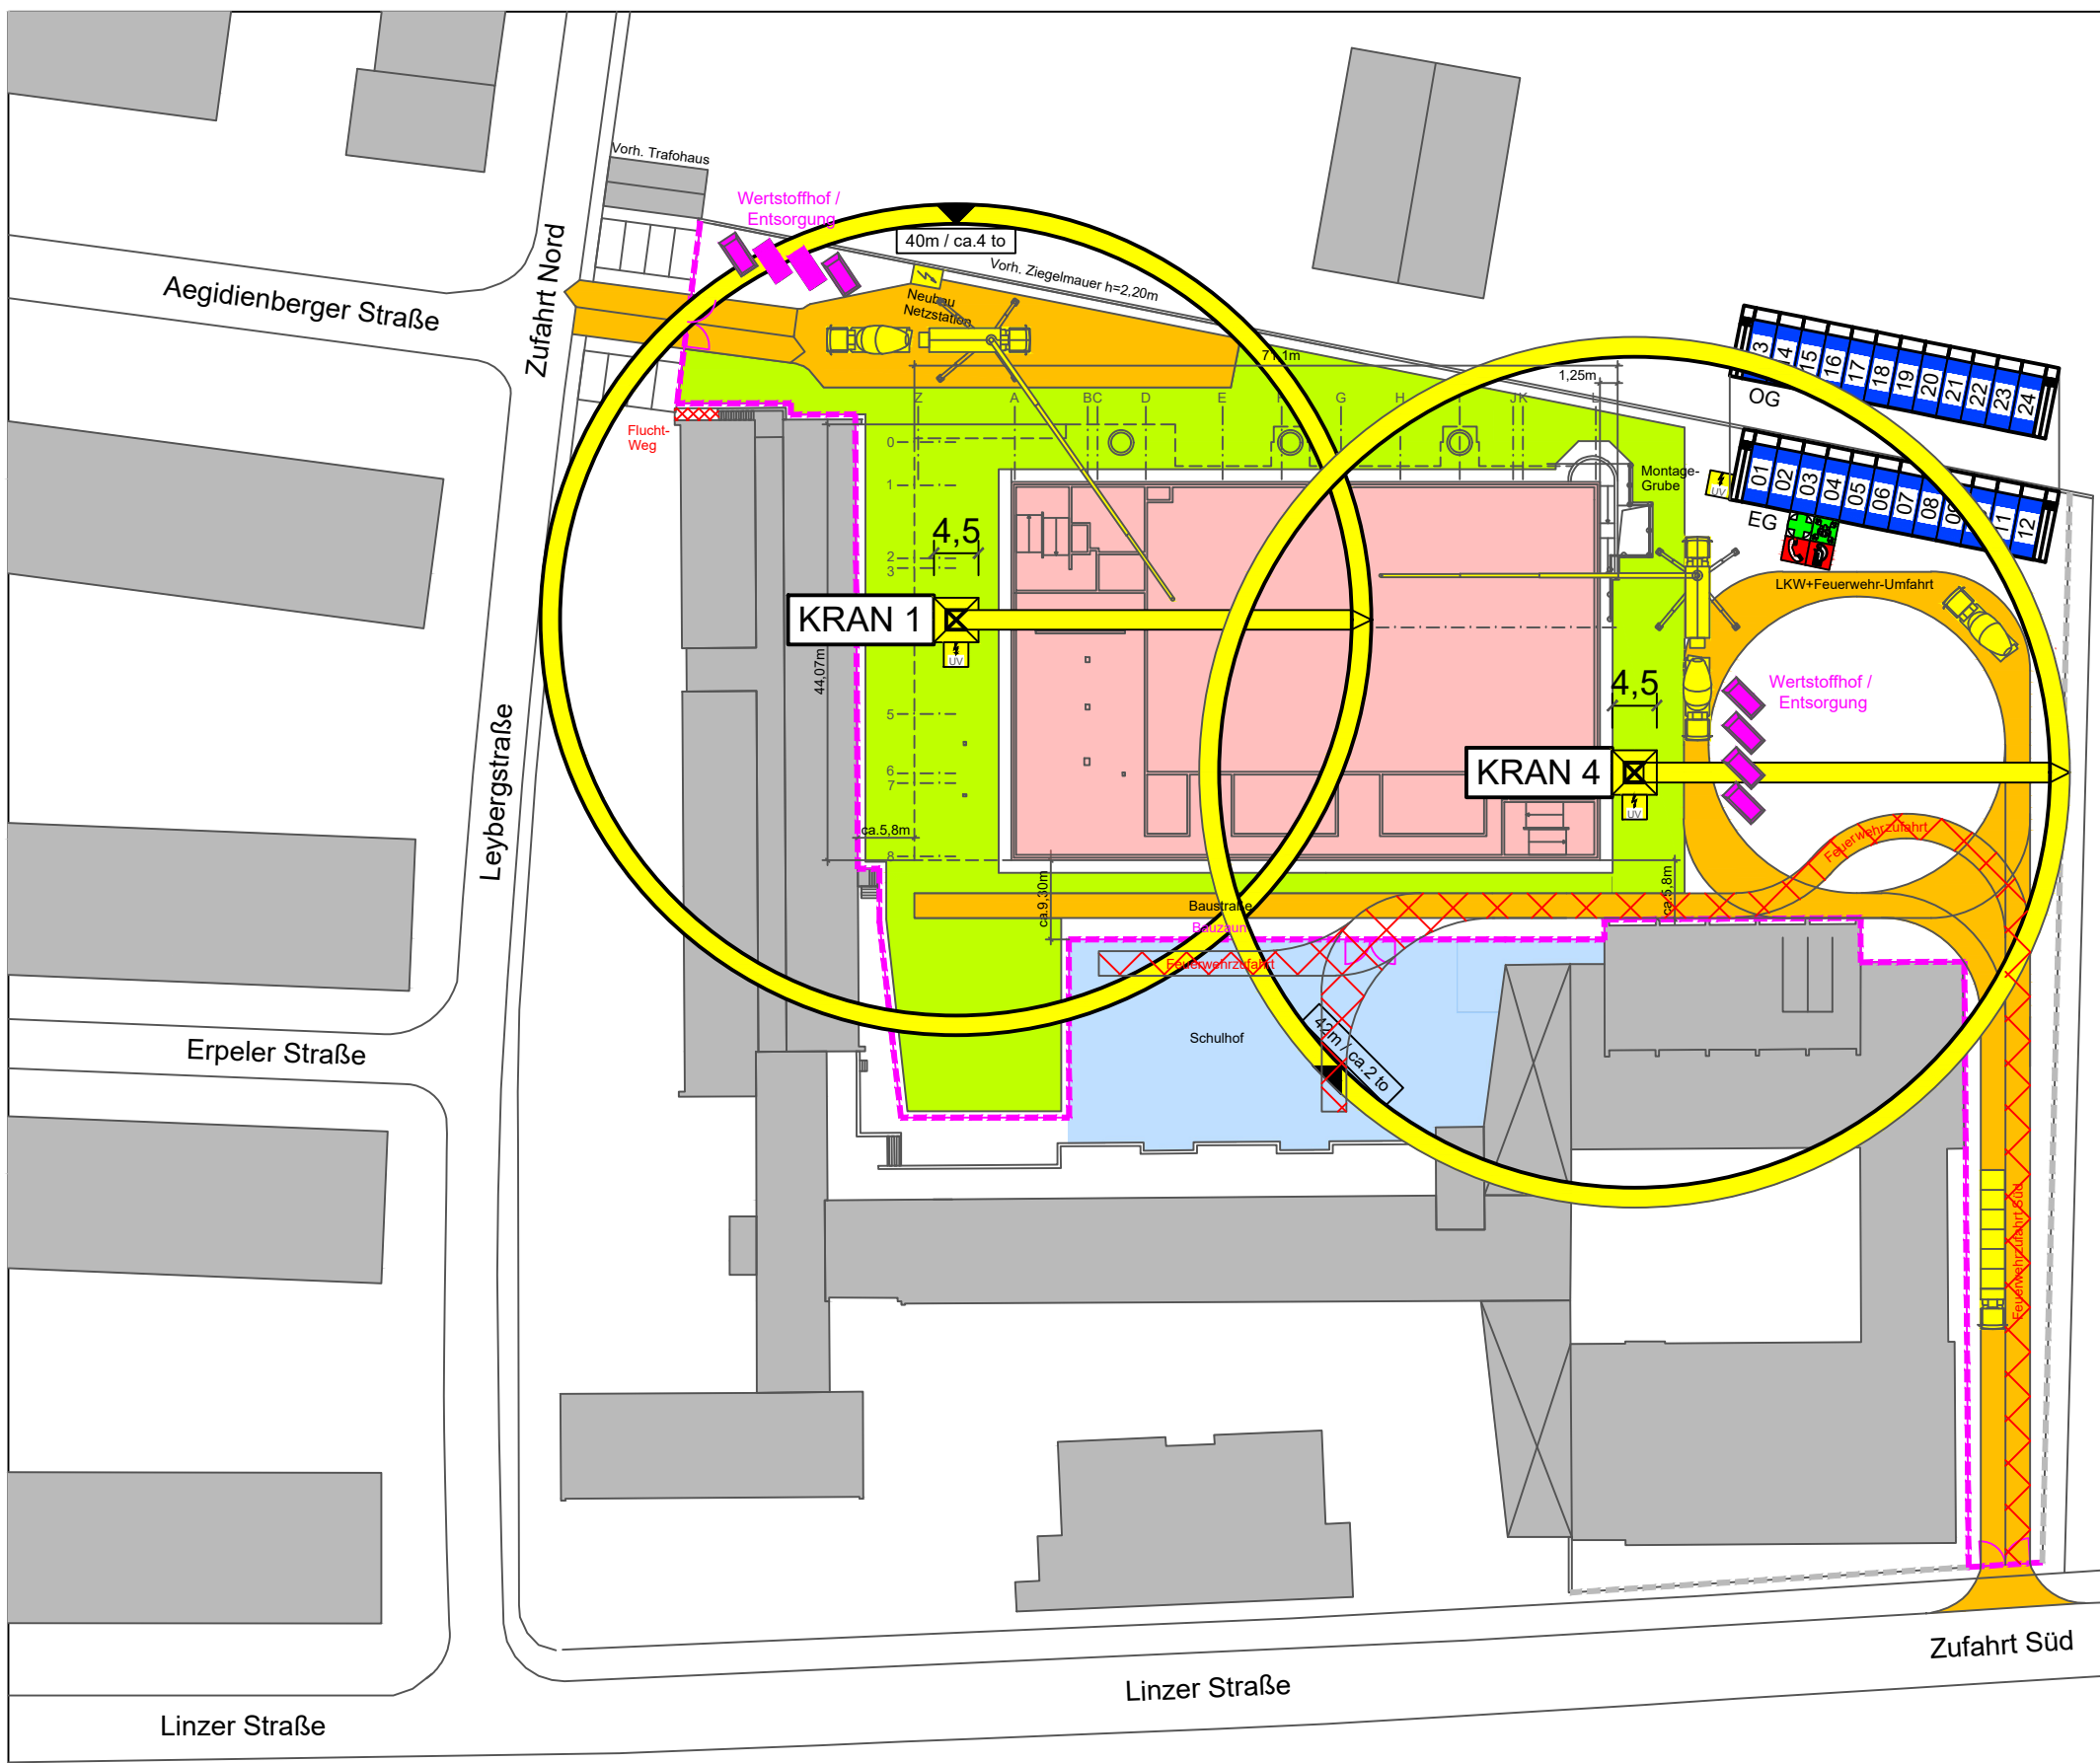 Vorh. Trafohaus
Wertstoffhof /
Entsorgung
40m / ca.4 to
Vorh. Ziegelmauer h=2,20m
Neubau
Netzstation
Aegidienberger Straße
Zufahrt Nord
71,1m
1,25m
13
14
15
16
17
18
19
20
21
22
23
24
OG
Z
A
B
C
D
E
F
G
H
I
J
K
L
Flucht-
Weg
0
1
2
3
5
6
7
8
Montage-
Grube
UV
01
02
03
04
05
06
07
08
09
11
12
EG
4,5
LKW+Feuerwehr-Umfahrt
KRAN 1
UV
44,07m
4,5
Wertstoffhof /
Entsorgung
KRAN 4
UV
Leybergstraße
ca.5,8m
Feuerwehrzufahrt
ca.9,30m
ca.5,8m
Baustraße
Bauzaun
Feuerwehrzufahrt
Schulhof
42m / ca.2 to
Erpeler Straße
Feuerwehrzufahrt Süd
Zufahrt Süd
Linzer Straße
Linzer Straße